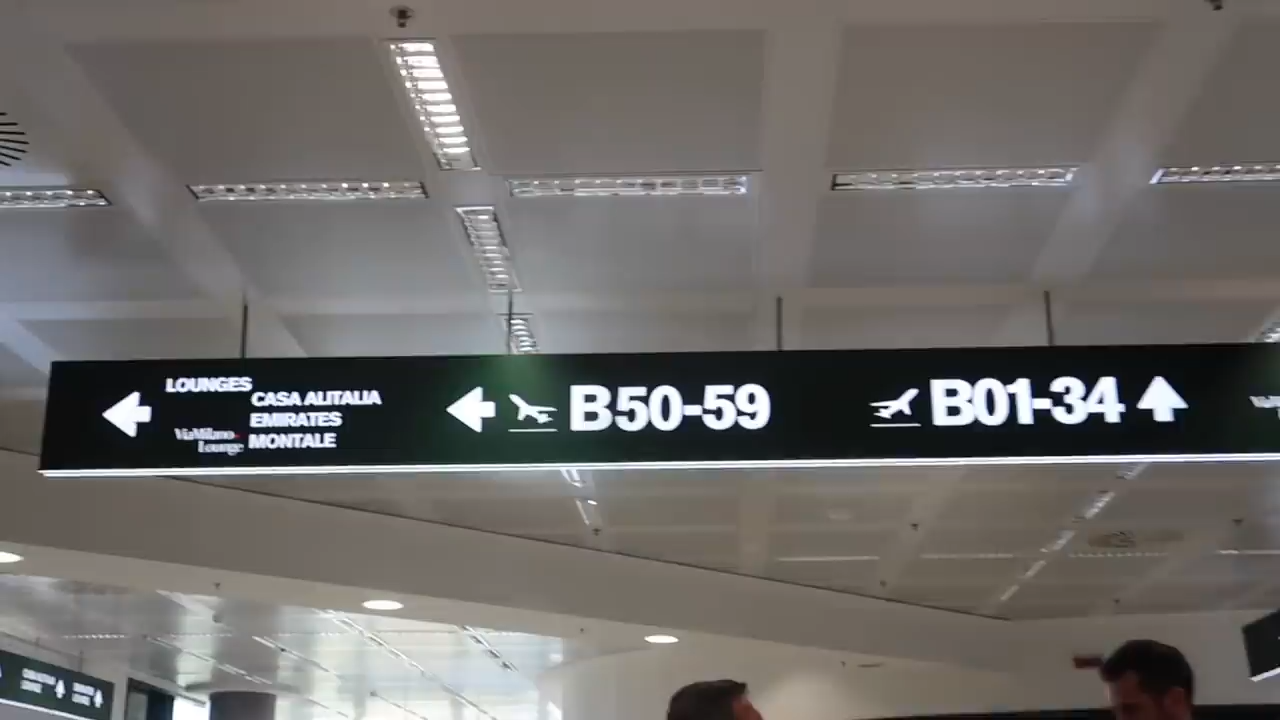 LOUNGES
CASA ALITALIA
EMIRATES
ViaMilano Lounge MONTALE
B50-59
B01-34